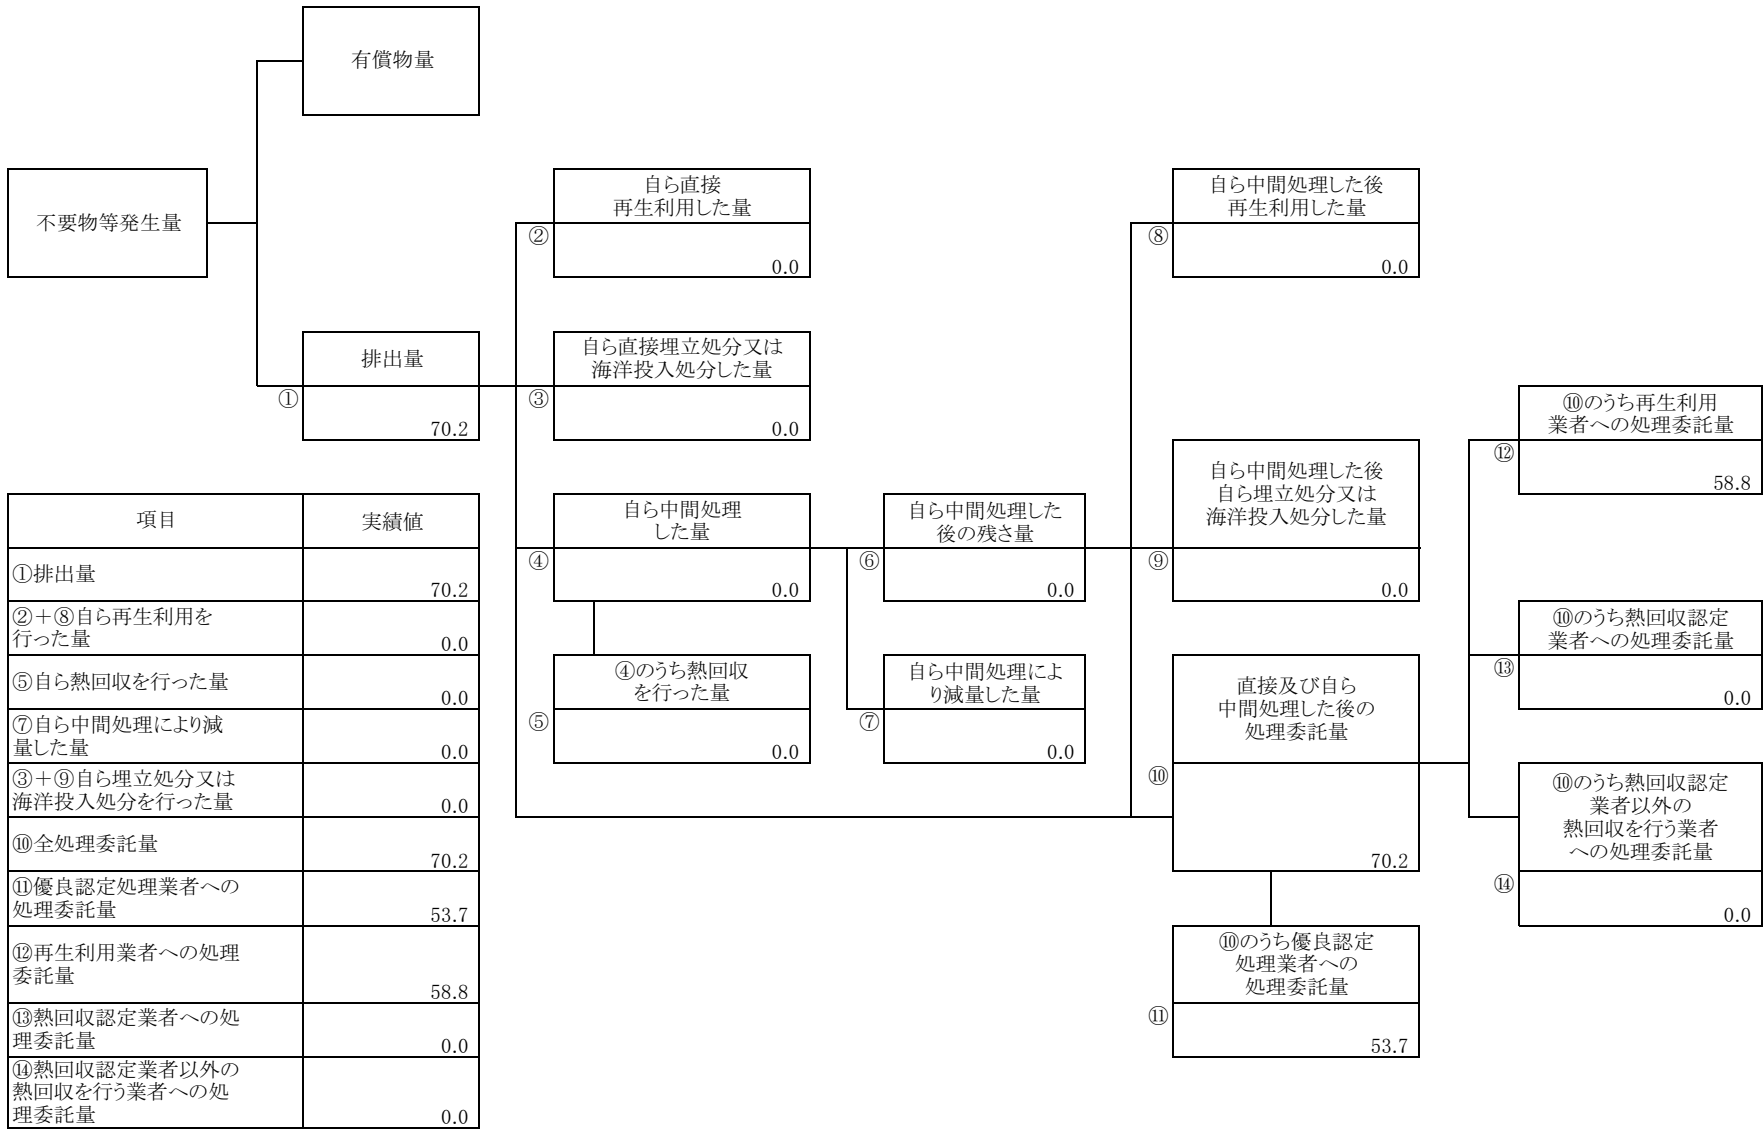 有償物量
不要物等発生量
自ら直接
再生利用した量
②
0.0
自ら中間処理した後
再生利用した量
⑧
0.0
排出量
①
70.2
自ら直接埋立処分又は
海洋投入処分した量
③
0.0
⑩のうち再生利用
業者への処理委託量
⑫
58.8
自ら中間処理
した量
④
0.0
自ら中間処理した
後の残さ量
⑥
0.0
自ら中間処理した後
自ら埋立処分又は
海洋投入処分した量
⑨
0.0
⑩のうち熱回収認定
業者への処理委託量
⑬
0.0
④のうち熱回収
を行った量
⑤
0.0
自ら中間処理によ
り減量した量
⑦
0.0
直接及び自ら
中間処理した後の
処理委託量
⑩
70.2
⑩のうち熱回収認定
業者以外の
熱回収を行う業者
への処理委託量
⑭
0.0
⑩のうち優良認定
処理業者への
処理委託量
⑪
53.7
項目
実績値
①排出量
70.2
②＋⑧自ら再生利用を
行った量
0.0
⑤自ら熱回収を行った量
0.0
⑦自ら中間処理により減
量した量
0.0
③＋⑨自ら埋立処分又は
海洋投入処分を行った量
0.0
⑩全処理委託量
70.2
⑪優良認定処理業者への
処理委託量
53.7
⑫再生利用業者への処理
委託量
58.8
⑬熱回収認定業者への処
理委託量
0.0
⑭熱回収認定業者以外の
熱回収を行う業者への処
理委託量
0.0